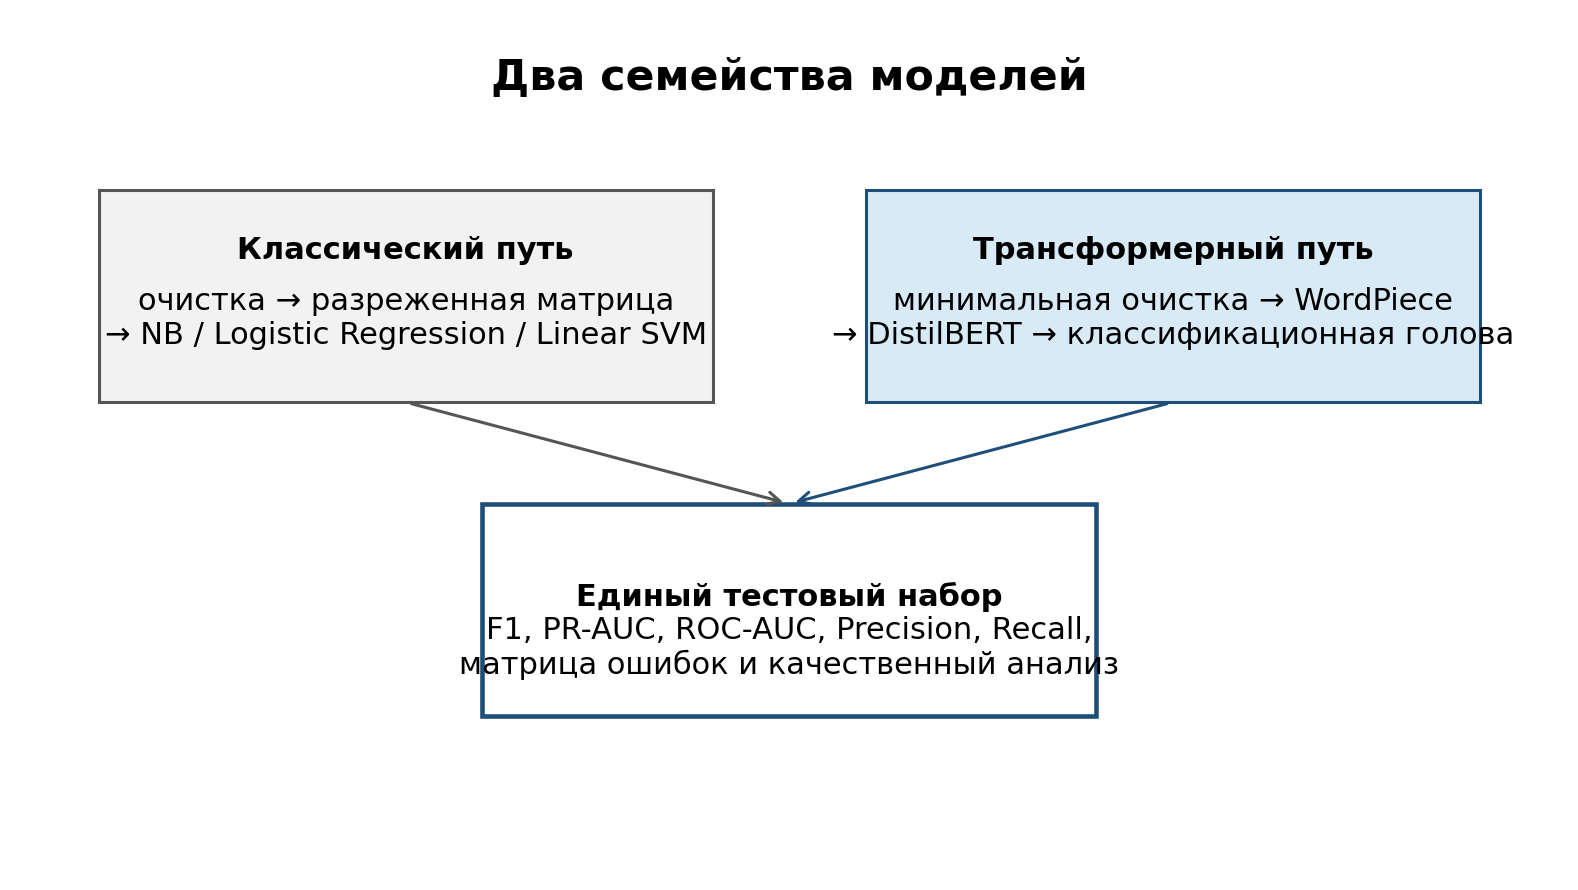 Два семейства моделей
Классический путь
очистка → разреженная матрица
→ NB / Logistic Regression / Linear SVM
Трансформерный путь
минимальная очистка → WordPiece
→ DistilBERT → классификационная голова
Единый тестовый набор
F1, PR-AUC, ROC-AUC, Precision, Recall,
матрица ошибок и качественный анализ